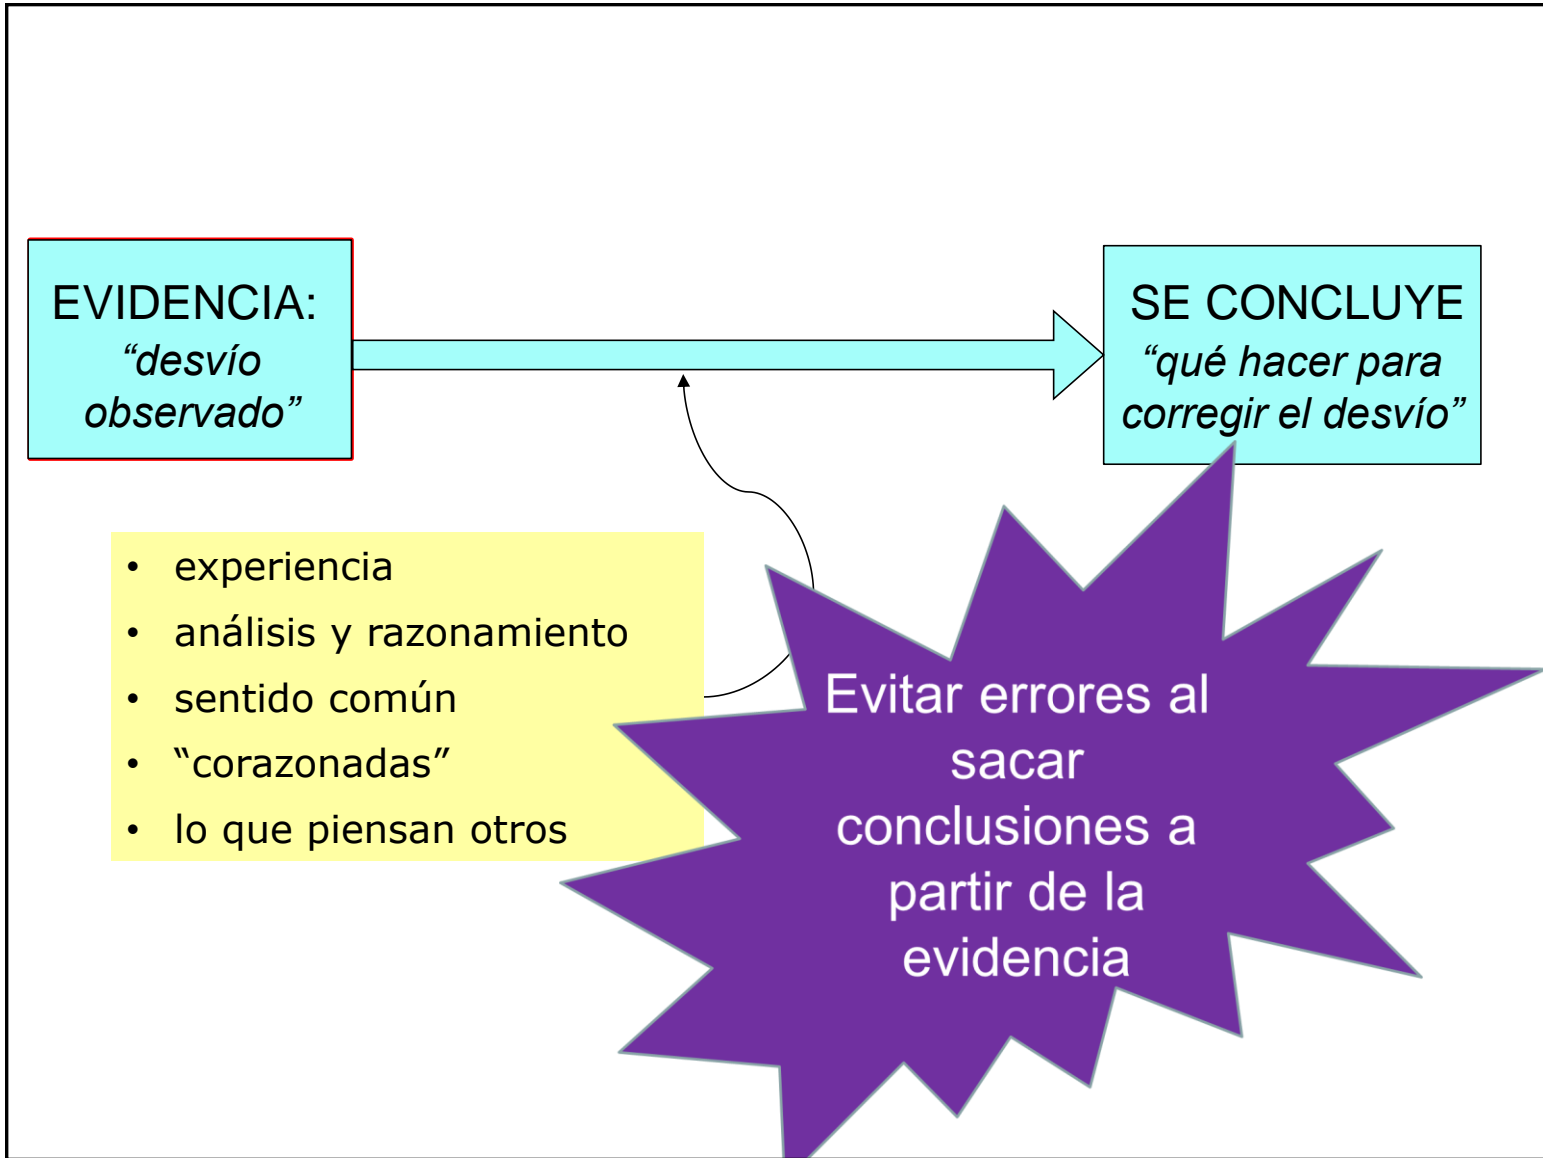 EVIDENCIA:
“desvío
observado”
SE CONCLUYE
“qué hacer para
corregir el desvío”
• experiencia
• análisis y razonamiento
• sentido común
• “corazonadas”
• lo que piensan otros
Evitar errores al
sacar
conclusiones a
partir de la
evidencia